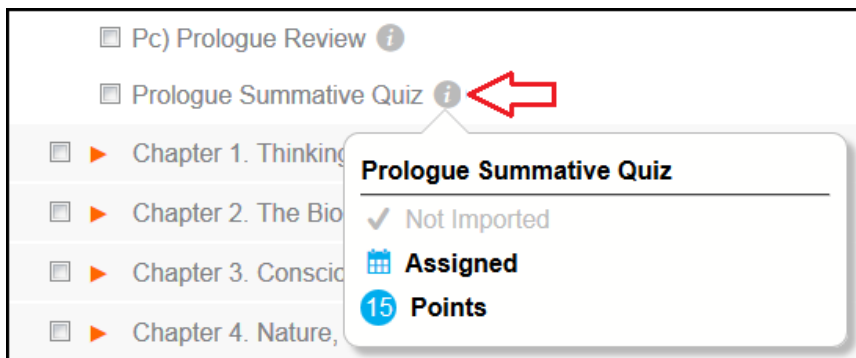 Pc) Prologue Review i
Prologue Summative Quiz i
Chapter 1. Thinking
Chapter 2. The Bio
Chapter 3. Conscio
Chapter 4. Nature,
Prologue Summative Quiz
Not Imported
Assigned
15 Points